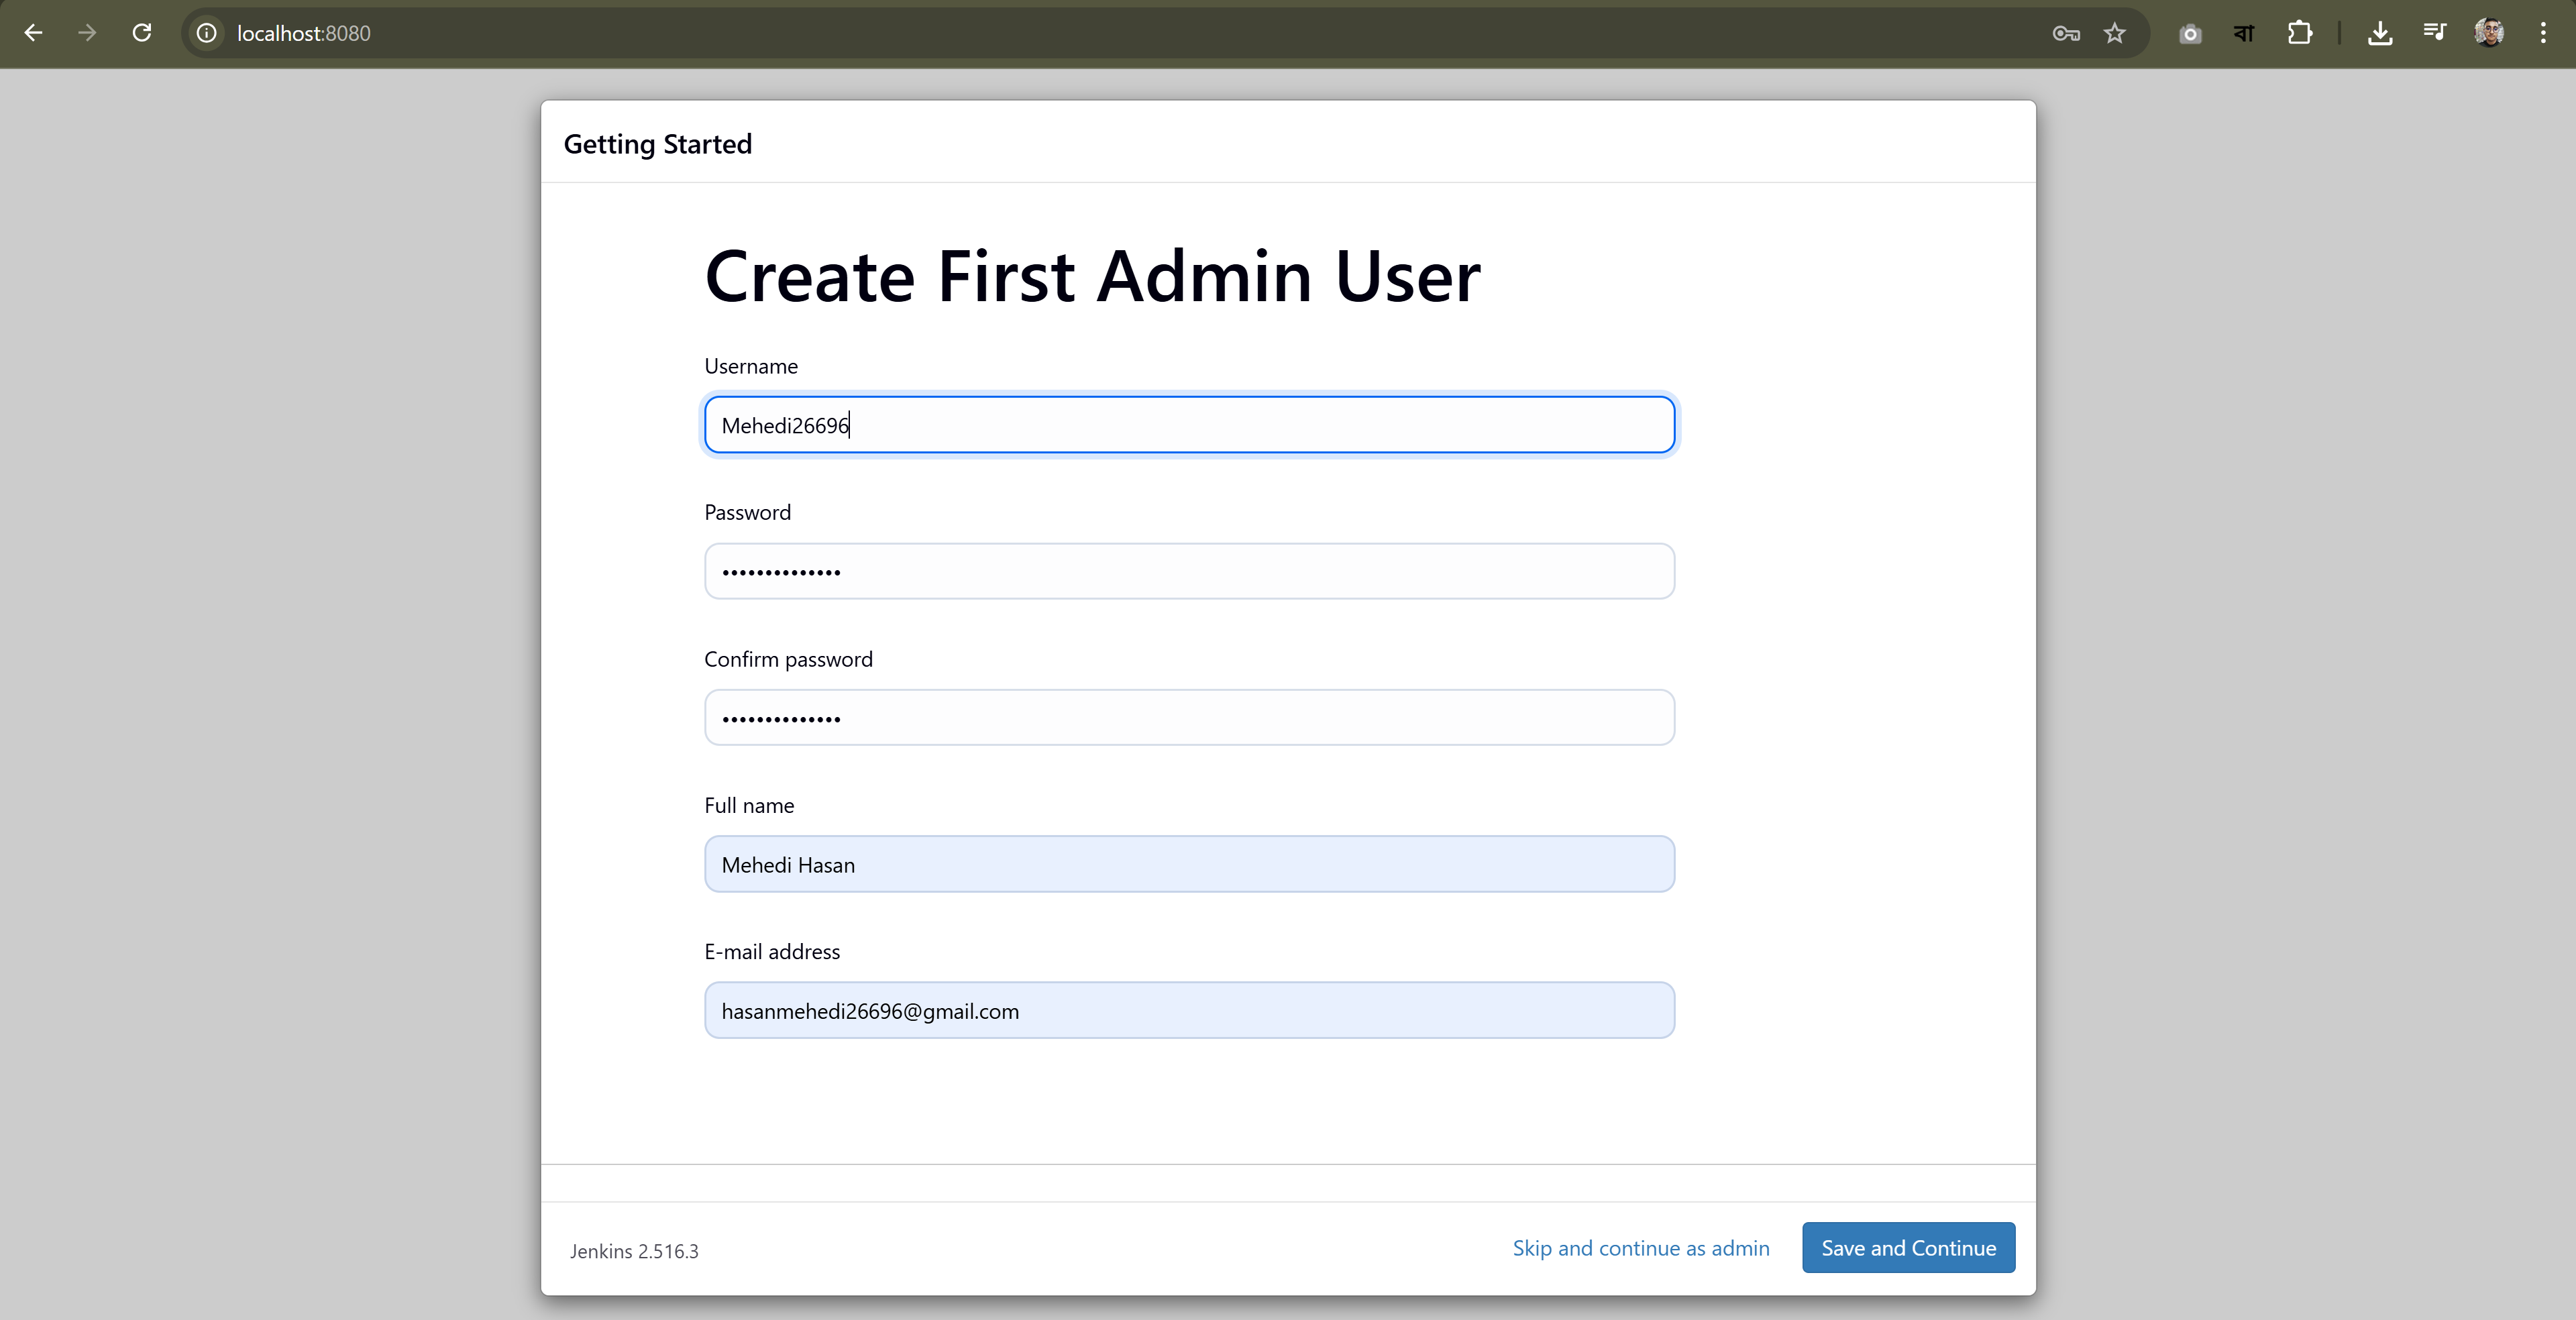 localhost:8080
বা
Getting Started
Create First Admin User
Username
Mehedi26696
Password
••••••••••••••
Confirm password
••••••••••••••
Full name
Mehedi Hasan
E-mail address
hasanmehedi26696@gmail.com
Jenkins 2.516.3
Skip and continue as admin
Save and Continue